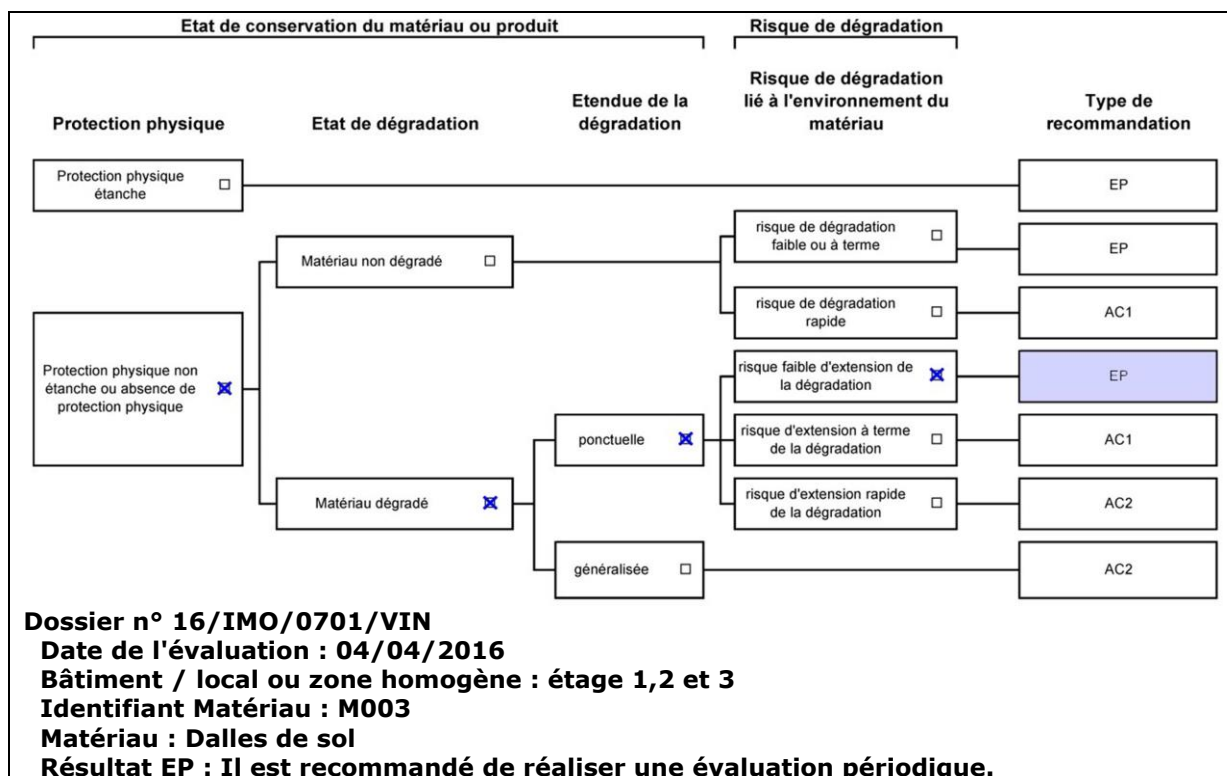 Etat de conservation du matériau ou produit
Risque de dégradation
Protection physique
Etat de dégradation
Etendue de la
dégradation
Risque de dégradation
lié à l'environnement du
matériau
Type de
recommandation
Protection physique
étanche
EP
risque de dégradation
faible ou à terme
EP
Matériau non dégradé
risque de dégradation
rapide
AC1
Protection physique non
étanche ou absence de
protection physique
risque faible d'extension de
la dégradation
EP
ponctuelle
risque d'extension à terme
de la dégradation
AC1
Matériau dégradé
risque d'extension rapide
de la dégradation
AC2
généralisée
AC2
Dossier n° 16/IMO/0701/VIN
Date de l'évaluation : 04/04/2016
Bâtiment / local ou zone homogène : étage 1,2 et 3
Identifiant Matériau : M003
Matériau : Dalles de sol
Résultat EP : Il est recommandé de réaliser une évaluation périodique.